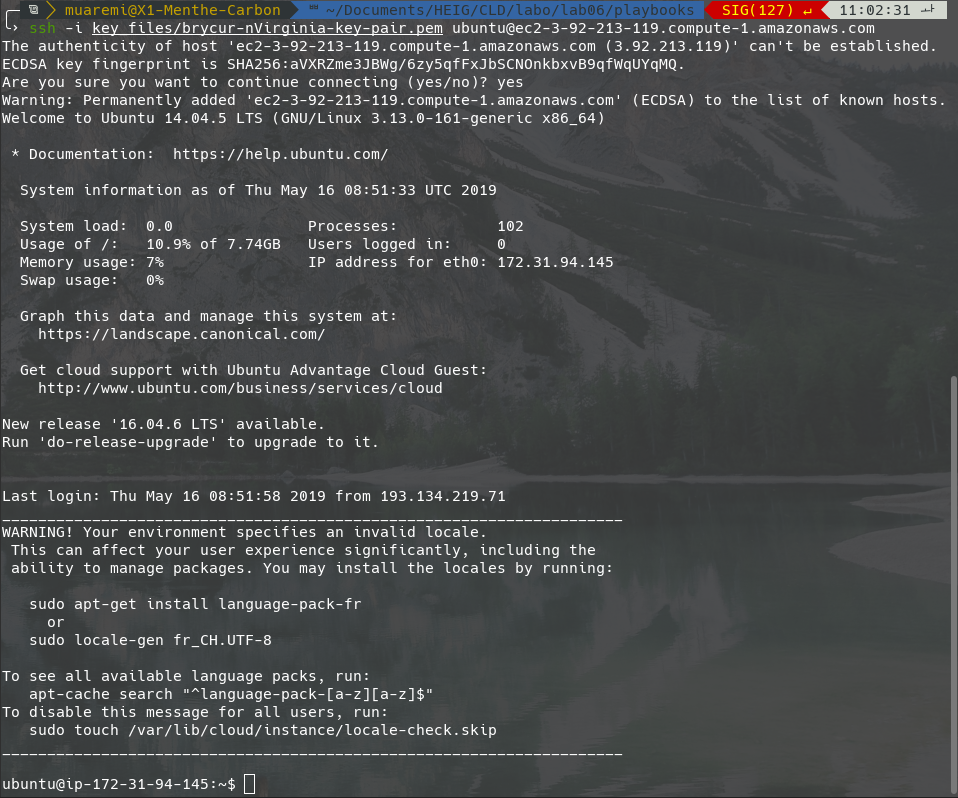 muaremi@X1-Menthe-Carbon ~/Documents/HEIG/CLD/labo/lab06/playbooks SIG(127) ↵ 11:02:31
ssh -i key_files/brycur-nVirginia-key-pair.pem ubuntu@ec2-3-92-213-119.compute-1.amazonaws.com
The authenticity of host 'ec2-3-92-213-119.compute-1.amazonaws.com (3.92.213.119)' can't be established.
ECDSA key fingerprint is SHA256:aVXRZme3JBWg/6zy5qfFxJbSCNOnkbxvB9qfWqUYqMQ.
Are you sure you want to continue connecting (yes/no)? yes
Warning: Permanently added 'ec2-3-92-213-119.compute-1.amazonaws.com' (ECDSA) to the list of known hosts.
Welcome to Ubuntu 14.04.5 LTS (GNU/Linux 3.13.0-161-generic x86_64)
* Documentation:  https://help.ubuntu.com/
System information as of Thu May 16 08:51:33 UTC 2019
System load:  0.0               Processes:           102
Usage of /:   10.9% of 7.74GB   Users logged in:     0
Memory usage: 7%                IP address for eth0: 172.31.94.145
Swap usage:   0%
Graph this data and manage this system at:
https://landscape.canonical.com/
Get cloud support with Ubuntu Advantage Cloud Guest:
http://www.ubuntu.com/business/services/cloud
New release '16.04.6 LTS' available.
Run 'do-release-upgrade' to upgrade to it.
Last login: Thu May 16 08:51:58 2019 from 193.134.219.71
_____________________________________________________________________
WARNING! Your environment specifies an invalid locale.
This can affect your user experience significantly, including the
ability to manage packages. You may install the locales by running:
sudo apt-get install language-pack-fr
or
sudo locale-gen fr_CH.UTF-8
To see all available language packs, run:
apt-cache search "^language-pack-[a-z][a-z]$"
To disable this message for all users, run:
sudo touch /var/lib/cloud/instance/locale-check.skip
_____________________________________________________________________
ubuntu@ip-172-31-94-145:~$